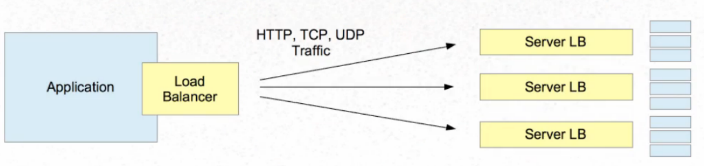 HTTP, TCP, UDP
Traffic
Application
Load
Balancer
Server LB
Server LB
Server LB